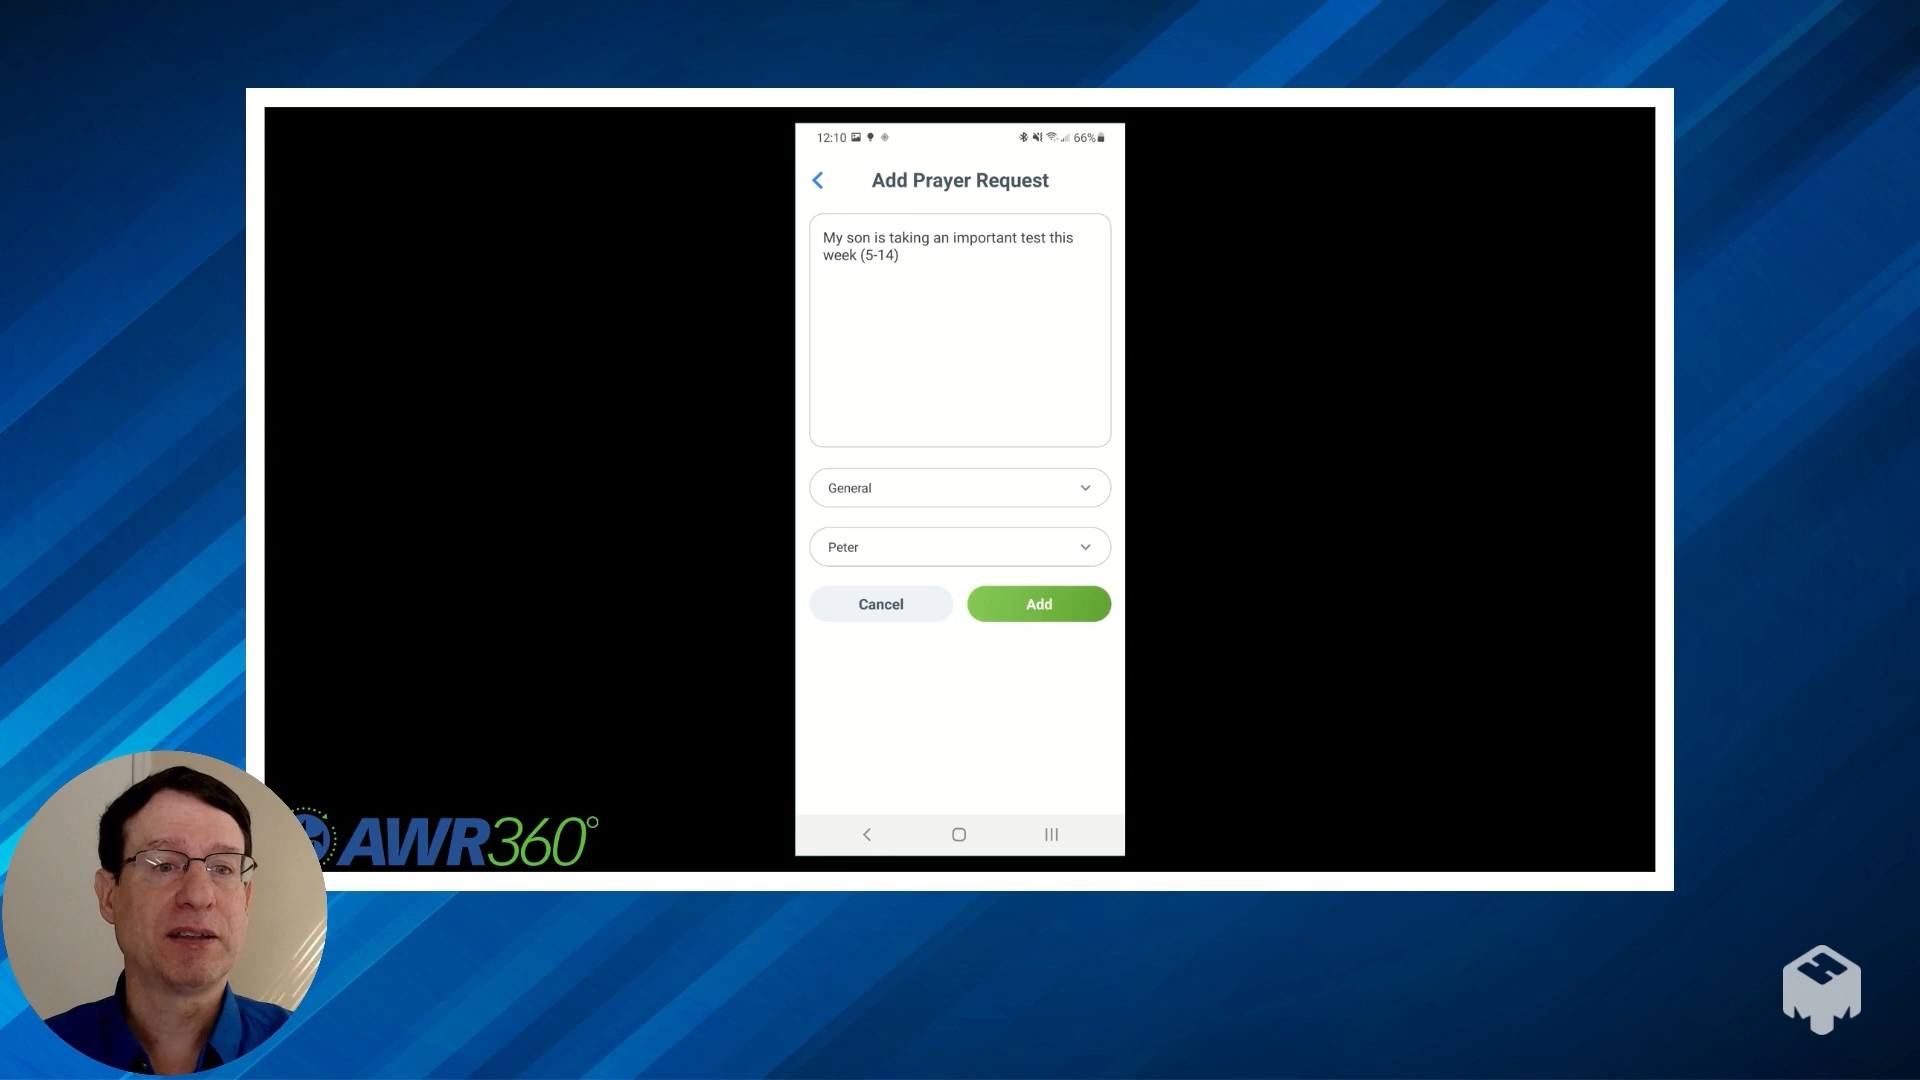 12:10
66%
Add Prayer Request
My son is taking an important test this
week (5-14)
General
Peter
Cancel
Add
AWR360°